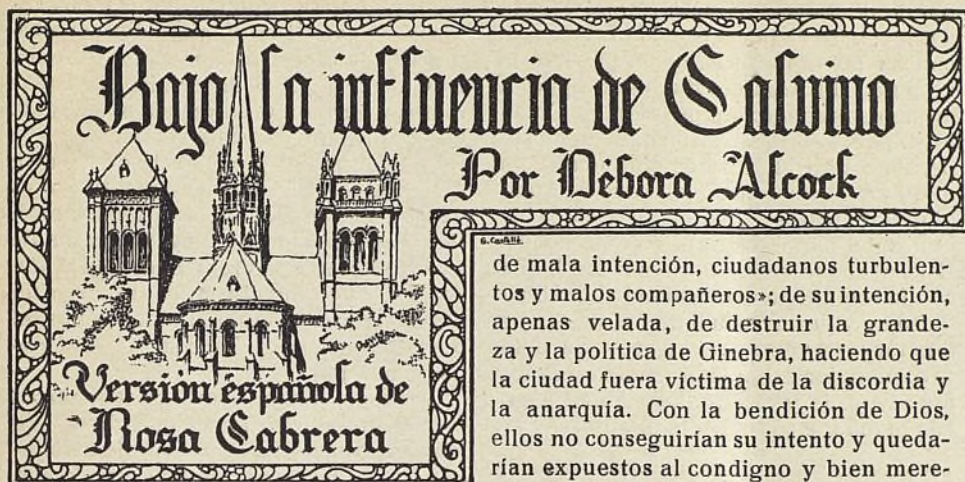 Bajo la influencia de Calvino
Por Débora Alcock
Versión española de
Rosa Cabrera
G. Castillé
de mala intención, ciudadanos turbulen-
tos y malos compañeros»; de su intención,
apenas velada, de destruir la grande-
za y la política de Ginebra, haciendo que
la ciudad fuera víctima de la discordia y
la anarquía. Con la bendición de Dios,
ellos no conseguirían su intento y queda-
rían expuestos al condigno y bien mere-